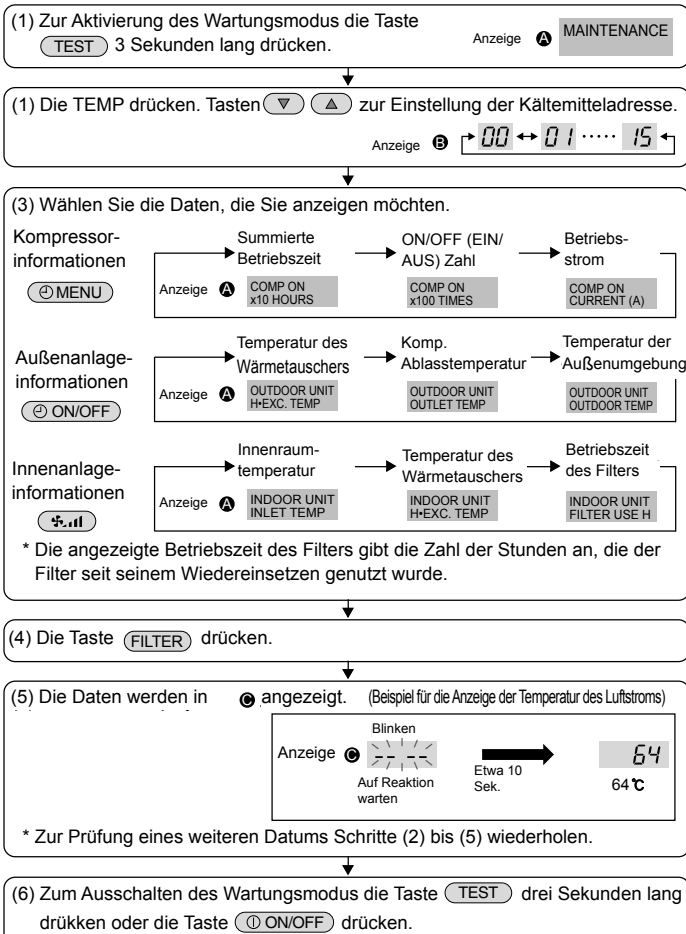 (1) Zur Aktivierung des Wartungsmodus die Taste
TEST 3 Sekunden lang drücken.
Anzeige A MAINTENANCE
(1) Die TEMP drücken. Tasten ▼ ▲ zur Einstellung der Kältemitteladresse.
Anzeige B 00 ↔ 01 ····· 15
(3) Wählen Sie die Daten, die Sie anzeigen möchten.
Kompressor-
informationen
MENU
Anzeige A
Summierte
Betriebszeit
COMP ON
x10 HOURS
ON/OFF (EIN/
AUS) Zahl
COMP ON
x100 TIMES
Betriebs-
strom
COMP ON
CURRENT (A)
Außenanlage-
informationen
ON/OFF
Anzeige A
Temperatur des
Wärmetauschers
OUTDOOR UNIT
H•EXC. TEMP
Komp.
Ablasstemperatur
OUTDOOR UNIT
OUTLET TEMP
Temperatur der
Außenumgebung
OUTDOOR UNIT
OUTDOOR TEMP
Innenanlage-
informationen
Anzeige A
Innenraum-
temperatur
INDOOR UNIT
INLET TEMP
Temperatur des
Wärmetauschers
INDOOR UNIT
H•EXC. TEMP
Betriebszeit
des Filters
INDOOR UNIT
FILTER USE H
* Die angezeigte Betriebszeit des Filters gibt die Zahl der Stunden an, die der
Filter seit seinem Wiedereinsetzen genutzt wurde.
(4) Die Taste FILTER drücken.
(5) Die Daten werden in C angezeigt. (Beispiel für die Anzeige der Temperatur des Luftstroms)
Blinken
Anzeige C -- --
Auf Reaktion
warten
Etwa 10
Sek.
64
64℃
* Zur Prüfung eines weiteren Datums Schritte (2) bis (5) wiederholen.
(6) Zum Ausschalten des Wartungsmodus die Taste TEST drei Sekunden lang
drükken oder die Taste ON/OFF drücken.